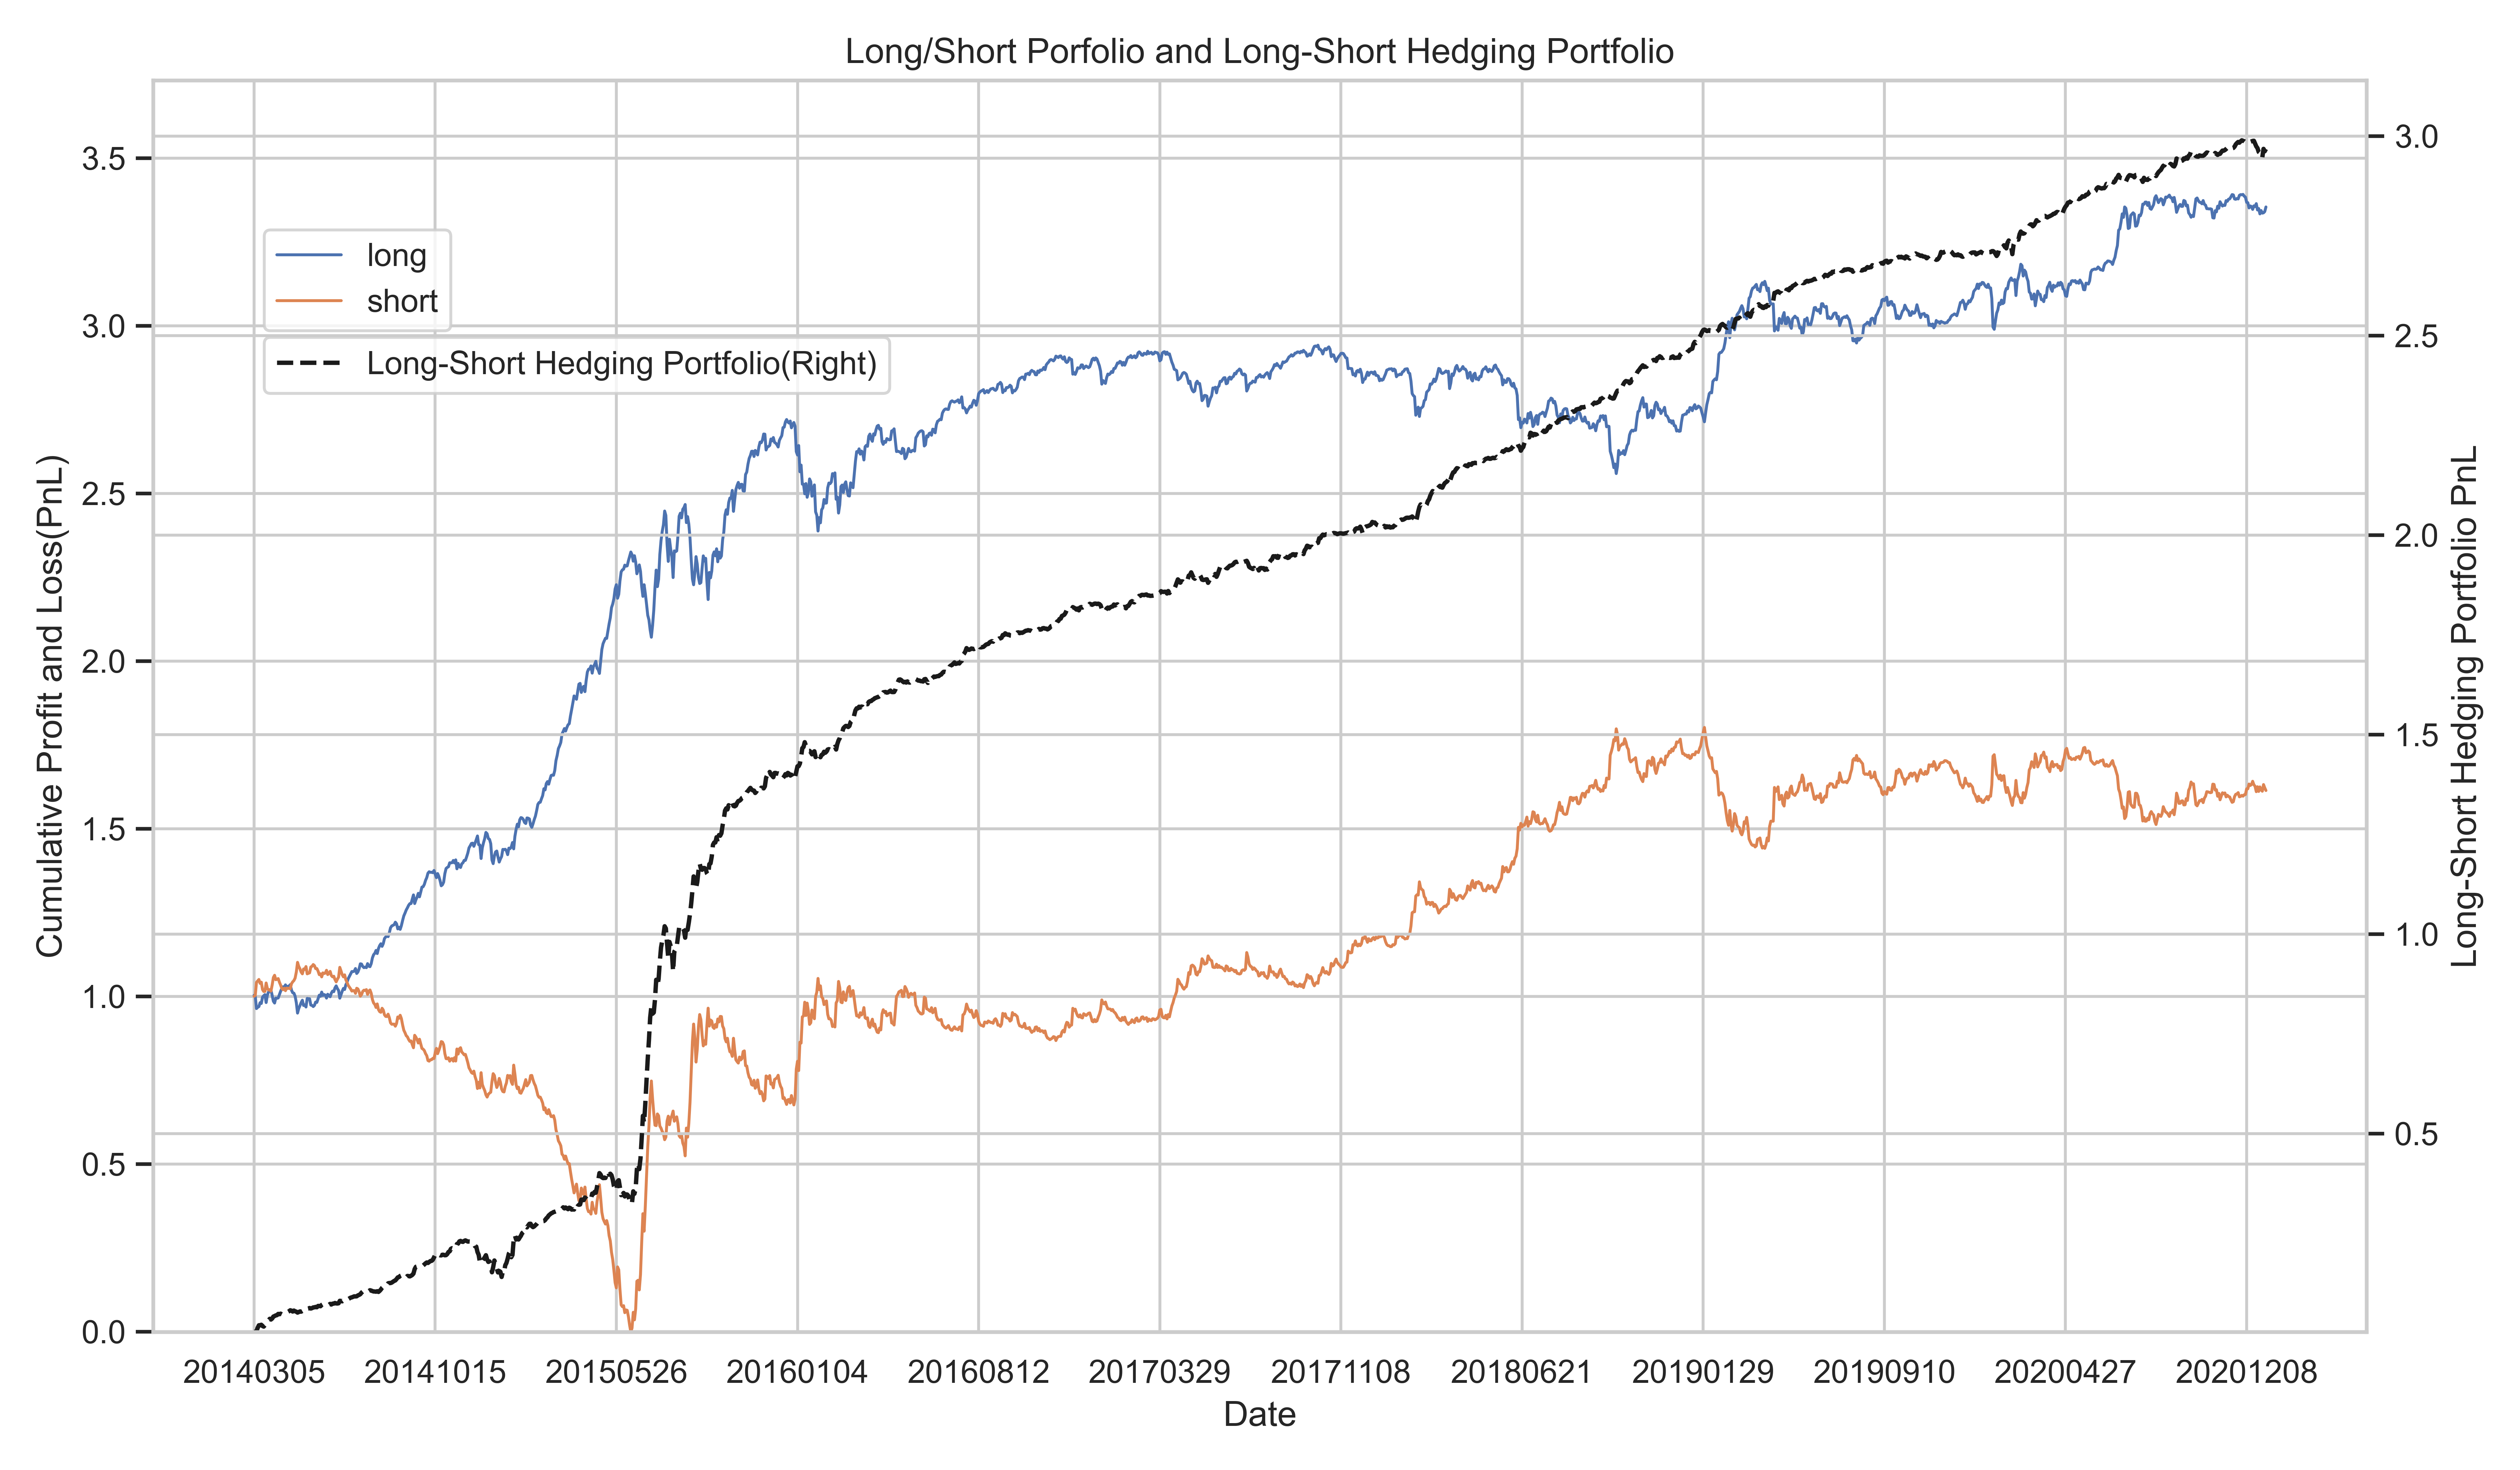 Long/Short Porfolio and Long-Short Hedging Portfolio
3.5
3.0
2.5
2.0
1.5
1.0
0.5
0.0
Cumulative Profit and Loss(PnL)
long
short
Long-Short Hedging Portfolio(Right)
3.0
2.5
2.0
1.5
1.0
0.5
Long-Short Hedging Portfolio PnL
20140305 20141015 20150526 20160104 20160812 20170329 20171108 20180621 20190129 20190910 20200427 20201208
Date